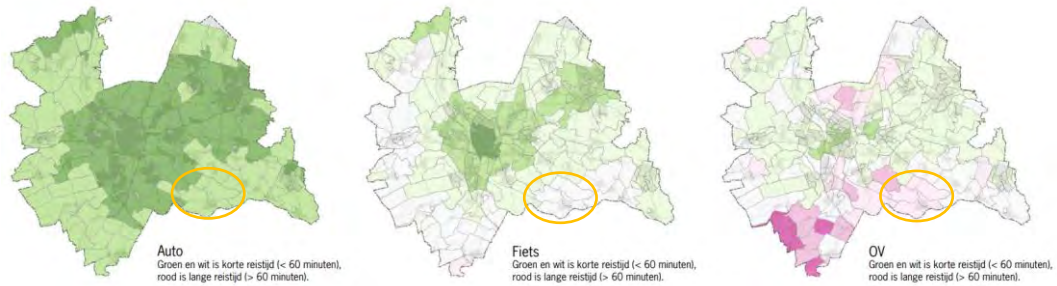 Auto
Groen en wit is korte reistijd (< 60 minuten),
rood is lange reistijd (> 60 minuten).
Fiets
Groen en wit is korte reistijd (< 60 minuten),
rood is lange reistijd (> 60 minuten).
OV
Groen en wit is korte reistijd (< 60 minuten),
rood is lange reistijd (> 60 minuten).